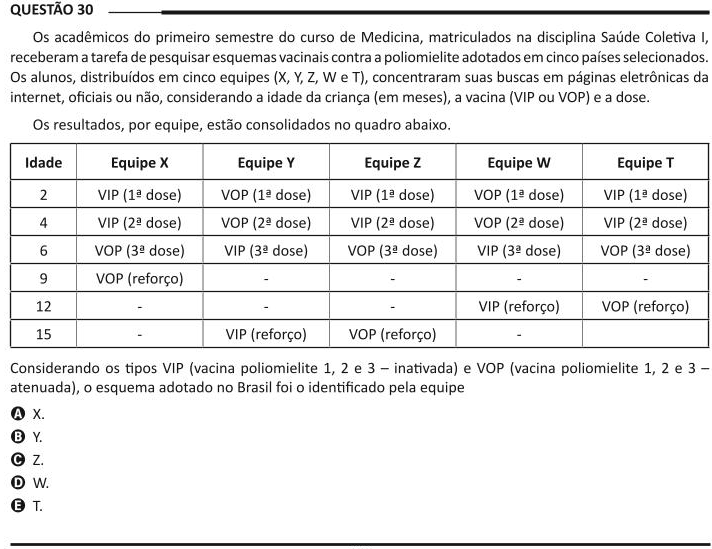 QUESTÃO 30
Os acadêmicos do primeiro semestre do curso de Medicina, matriculados na disciplina Saúde Coletiva I,
receberam a tarefa de pesquisar esquemas vacinais contra a poliomielite adotados em cinco países selecionados.
Os alunos, distribuídos em cinco equipes (X, Y, Z, W e T), concentraram suas buscas em páginas eletrônicas da
internet, oficiais ou não, considerando a idade da criança (em meses), a vacina (VIP ou VOP) e a dose.
Os resultados, por equipe, estão consolidados no quadro abaixo.
Idade Equipe X Equipe Y Equipe Z Equipe W Equipe T
2 VIP (1ª dose) VOP (1ª dose) VIP (1ª dose) VOP (1ª dose) VIP (1ª dose)
4 VIP (2ª dose) VOP (2ª dose) VIP (2ª dose) VOP (2ª dose) VIP (2ª dose)
6 VOP (3ª dose) VIP (3ª dose) VOP (3ª dose) VIP (3ª dose) VOP (3ª dose)
9 VOP (reforço) - - - -
12 - - - VIP (reforço) VOP (reforço)
15 - VIP (reforço) VOP (reforço) -
Considerando os tipos VIP (vacina poliomielite 1, 2 e 3 – inativada) e VOP (vacina poliomielite 1, 2 e 3 –
atenuada), o esquema adotado no Brasil foi o identificado pela equipe
A X.
B Y.
C Z.
D W.
E T.